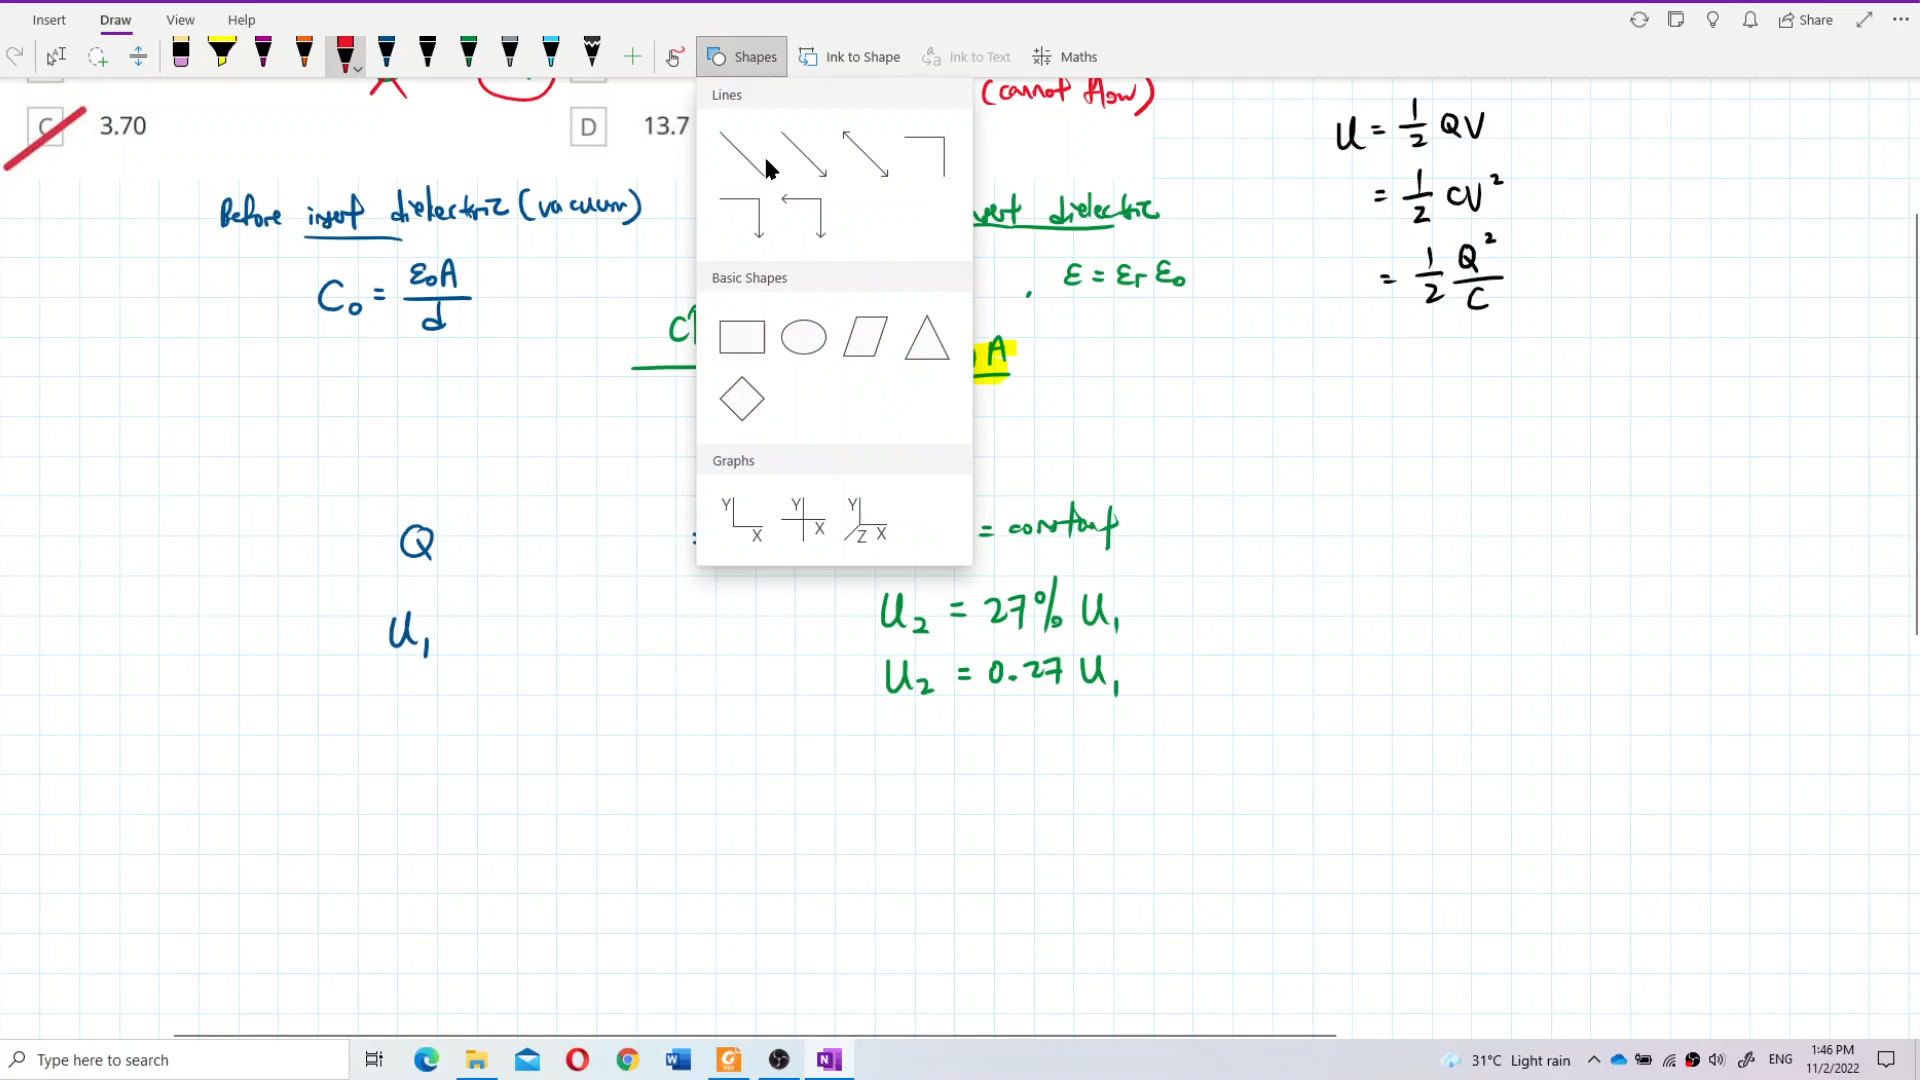 Insert Draw View Help Share
Shapes Ink to Shape Ink to Text Maths
Lines
(cannot flow)
C 3.70 D 13.7
U = 1/2 QV
= 1/2 CV²
= 1/2 Q²/C
Before insert dielectric (vacuum)
dielectric
C₀ = ε₀A/d
ε = εr ε₀
Basic Shapes
C↑
A
Graphs
Y X Y X Y Z X
Q = constant
U₂ = 27% U₁
U₁
U₂ = 0.27 U₁
Type here to search
31°C Light rain
ENG
1:46 PM
11/2/2022